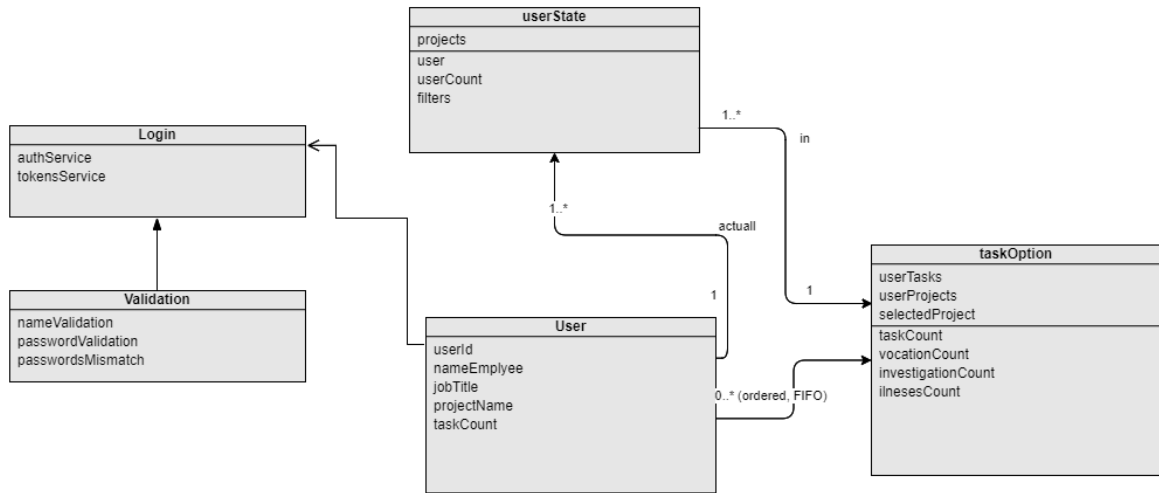 userState
projects
user
userCount
filters
1..*
in
Login
authService
tokensService
1..*
actuall
1
1
taskOption
userTasks
userProjects
selectedProject
taskCount
vocationCount
investigationCount
ilnesesCount
Validation
nameValidation
passwordValidation
passwordsMismatch
User
userId
nameEmplyee
jobTitle
projectName
taskCount
0..* (ordered, FIFO)